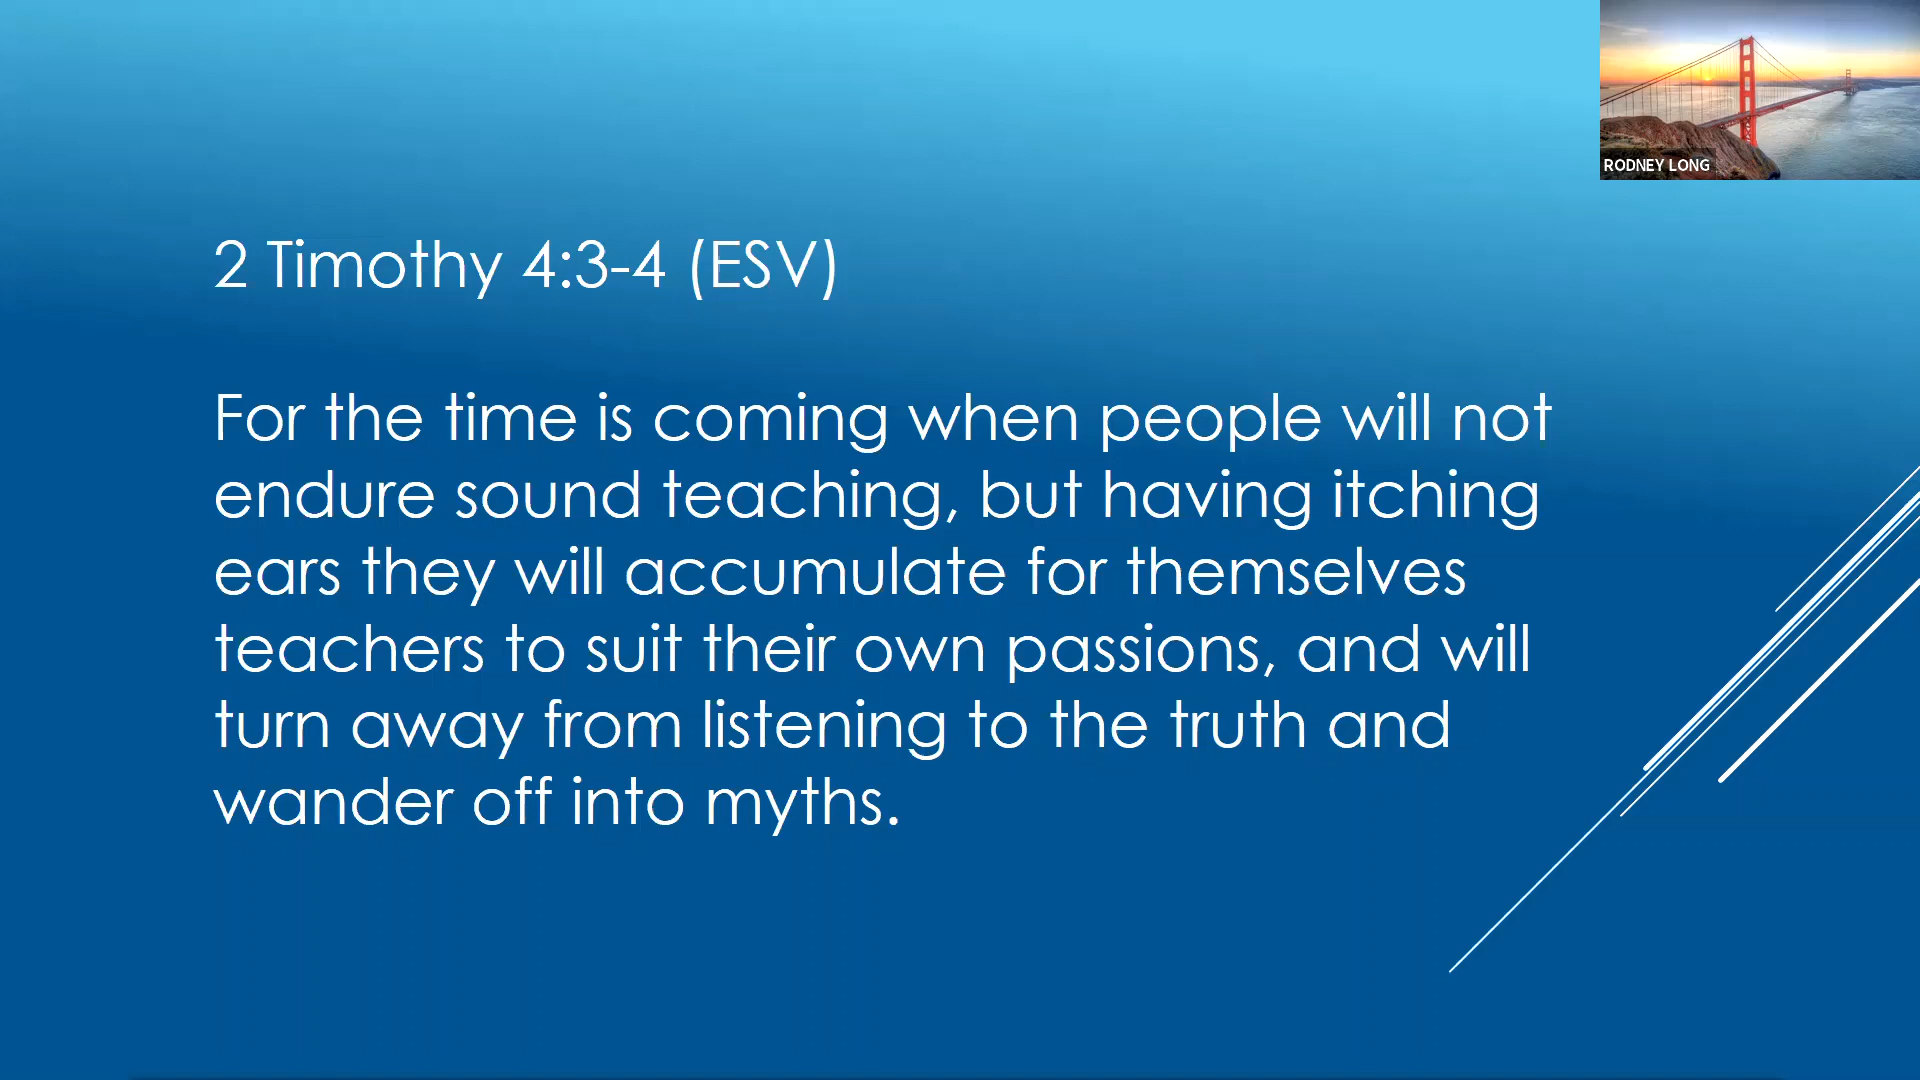 RODNEY LONG
2 Timothy 4:3-4 (ESV)
For the time is coming when people will not
endure sound teaching, but having itching
ears they will accumulate for themselves
teachers to suit their own passions, and will
turn away from listening to the truth and
wander off into myths.